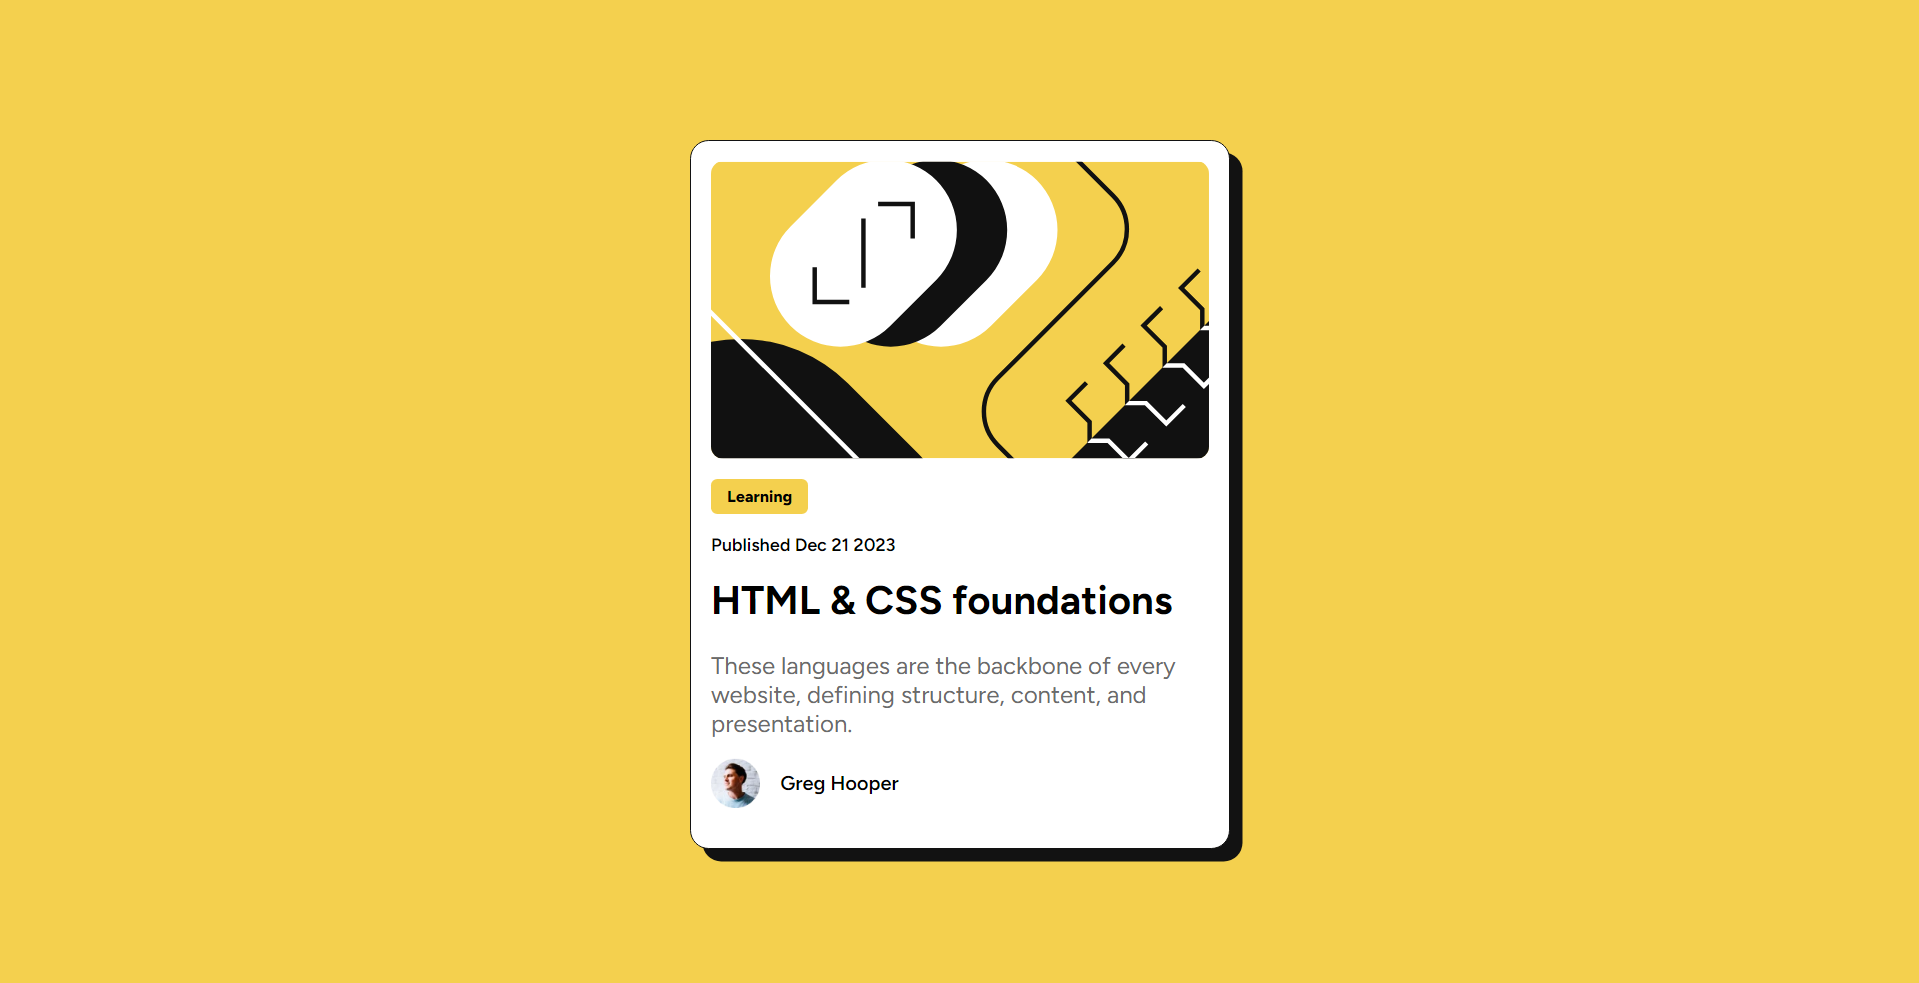 Learning
Published Dec 21 2023
HTML & CSS foundations
These languages are the backbone of every
website, defining structure, content, and
presentation.
Greg Hooper